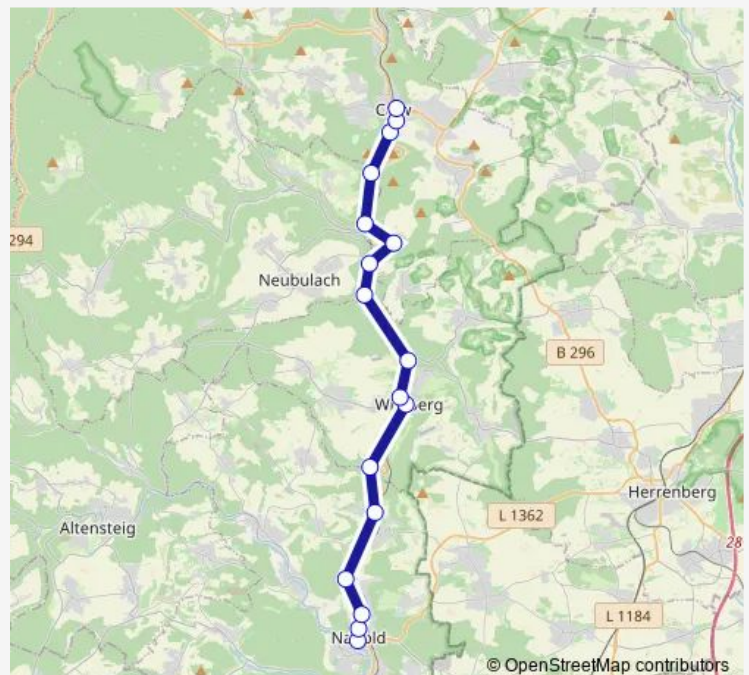 294
Neubulach
B 296
Herrenberg
L 1362
Altensteig
28
L 1184
© OpenStreetMap contributors